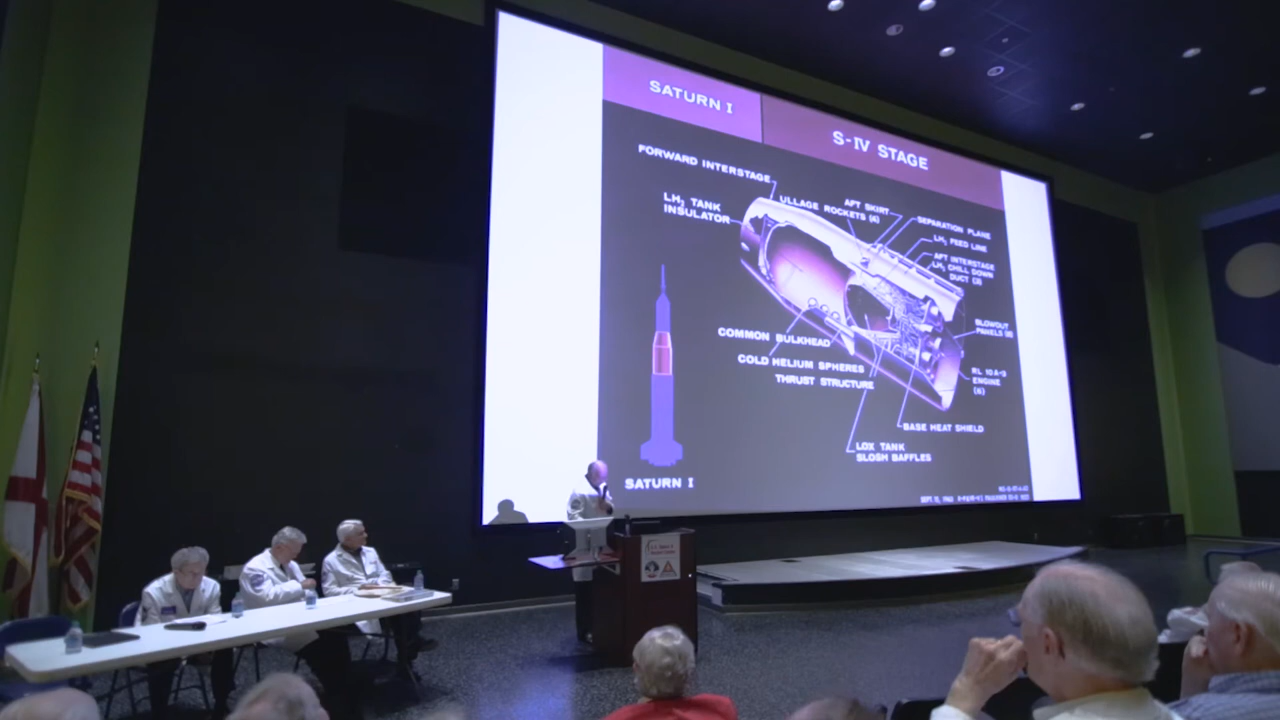 SATURN I
S-IV STAGE
FORWARD INTERSTAGE
LH2 TANK
INSULATOR
ULLAGE ROCKETS (4)
AFT SKIRT
SEPARATION PLANE
LH2 FEED LINE
AFT INTERSTAGE
LH2 CHILL DOWN
DUCT (3)
BLOWOUT
PANELS
COMMON BULKHEAD
COLD HELIUM SPHERES
THRUST STRUCTURE
RL 10A-3
ENGINE
(6)
BASE HEAT SHIELD
LOX TANK
SLOSH BAFFLES
SATURN I